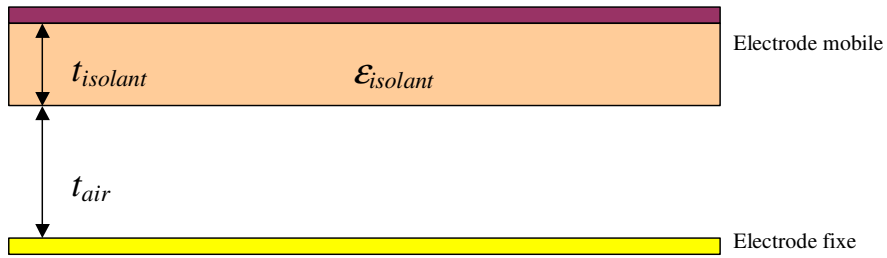 Electrode mobile
t_isolant ε_isolant
t_air
Electrode fixe